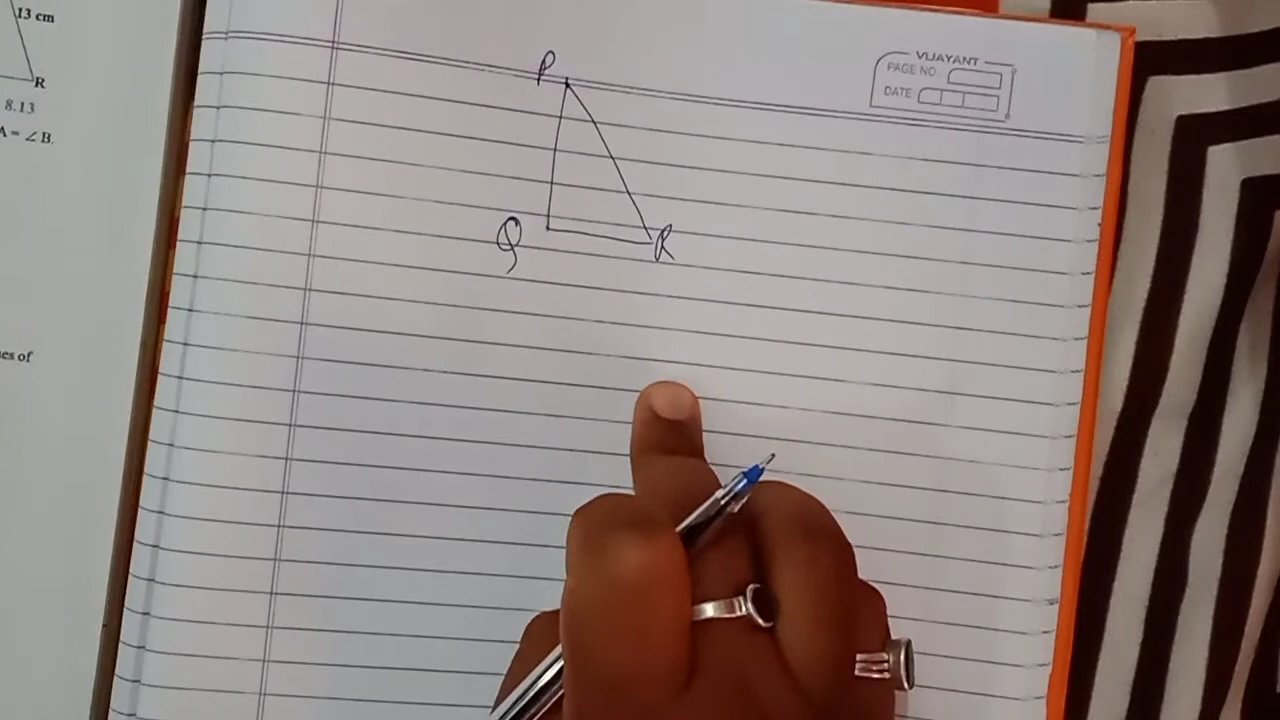 13 cm
R
8.13
A = ∠B.
es of
P
Q
R
VIJAYANT
PAGE NO.
DATE